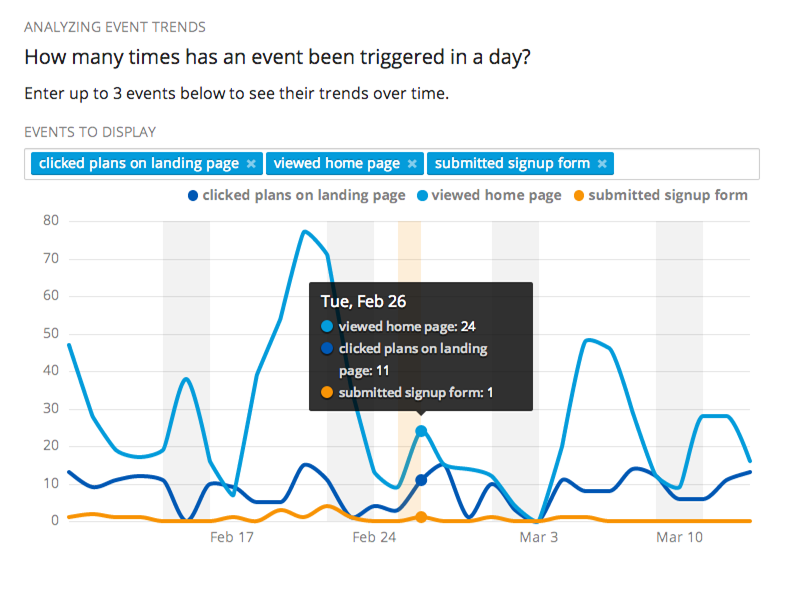 ANALYZING EVENT TRENDS
How many times has an event been triggered in a day?
Enter up to 3 events below to see their trends over time.
EVENTS TO DISPLAY
clicked plans on landing page × viewed home page × submitted signup form ×
clicked plans on landing page viewed home page submitted signup form
80
70
60
50
40
30
20
10
0
Tue, Feb 26
viewed home page: 24
clicked plans on landing
page: 11
submitted signup form: 1
Feb 17 Feb 24 Mar 3 Mar 10